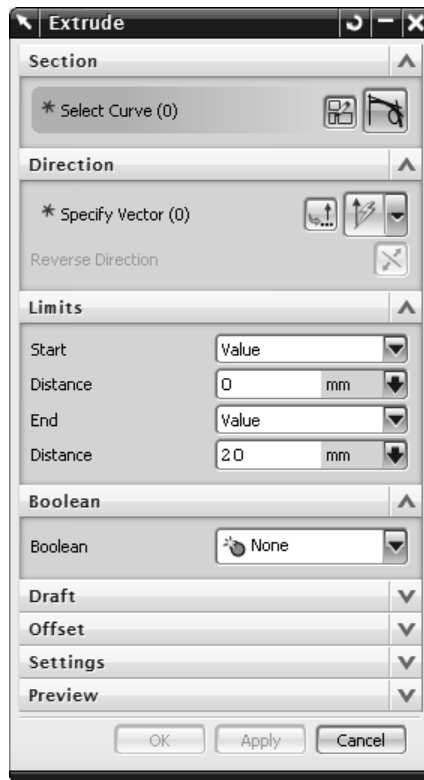 Extrude
Section
* Select Curve (0)
Direction
* Specify Vector (0)
Reverse Direction
Limits
Start Value
Distance 0 mm
End Value
Distance 20 mm
Boolean
Boolean None
Draft
Offset
Settings
Preview
OK Apply Cancel